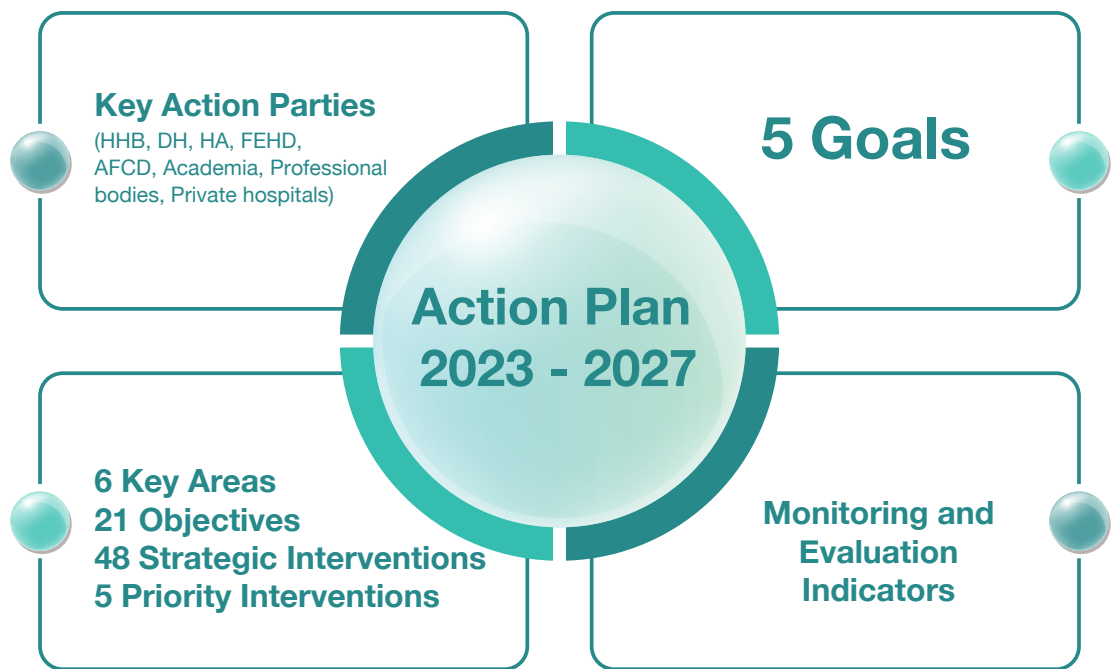 Key Action Parties
(HHB, DH, HA, FEHD,
AFCD, Academia, Professional
bodies, Private hospitals)
5 Goals
Action Plan
2023 - 2027
6 Key Areas
21 Objectives
48 Strategic Interventions
5 Priority Interventions
Monitoring and
Evaluation
Indicators